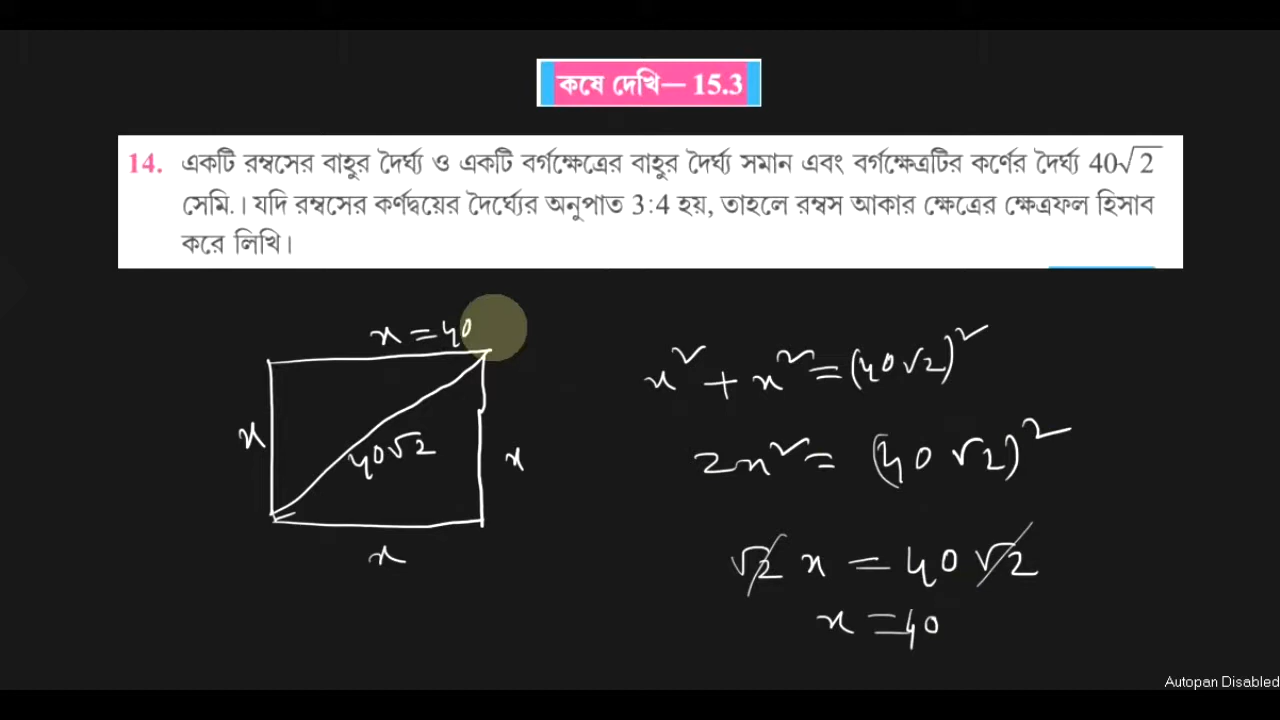 কষে দেখি— 15.3
14. একটি রম্বসের বাহুর দৈর্ঘ্য ও একটি বর্গক্ষেত্রের বাহুর দৈর্ঘ্য সমান এবং বর্গক্ষেত্রটির কর্ণের দৈর্ঘ্য 40√2
সেমি.। যদি রম্বসের কর্ণদ্বয়ের দৈর্ঘ্যের অনুপাত 3:4 হয়, তাহলে রম্বস আকার ক্ষেত্রের ক্ষেত্রফল হিসাব
করে লিখি।
x = 40
x
40√2
x
x
x² + x² = (40√2)²
2x² = (40√2)²
√2 x = 40√2
x = 40
Autopan Disabled